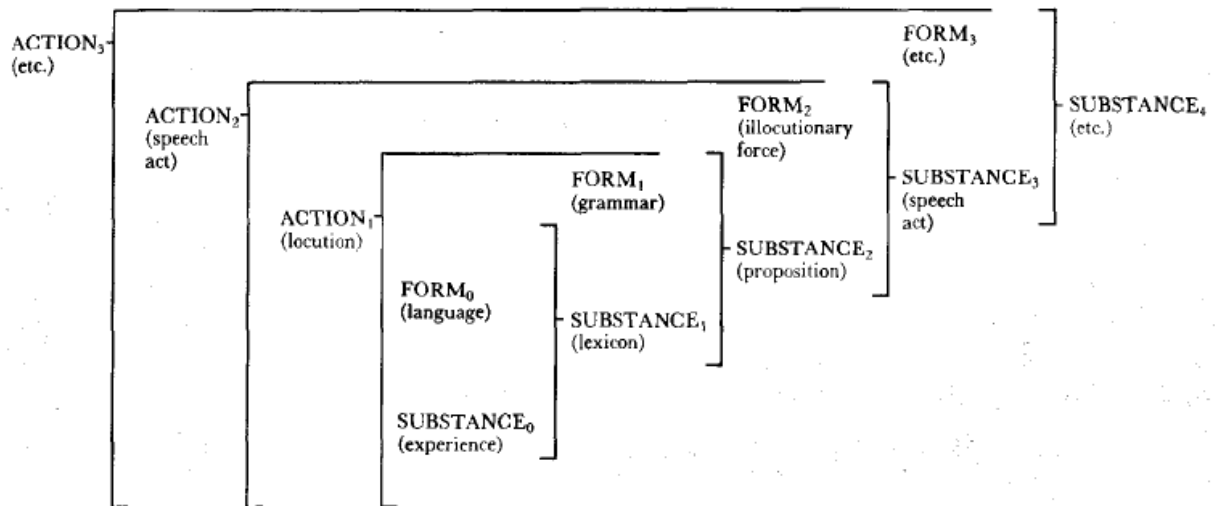 ACTION₃
(etc.)
FORM₃
(etc.)
ACTION₂
(speech
act)
FORM₂
(illocutionary
force)
SUBSTANCE₄
(etc.)
ACTION₁
(locution)
FORM₁
(grammar)
SUBSTANCE₃
(speech
act)
SUBSTANCE₂
(proposition)
FORM₀
(language)
SUBSTANCE₁
(lexicon)
SUBSTANCE₀
(experience)